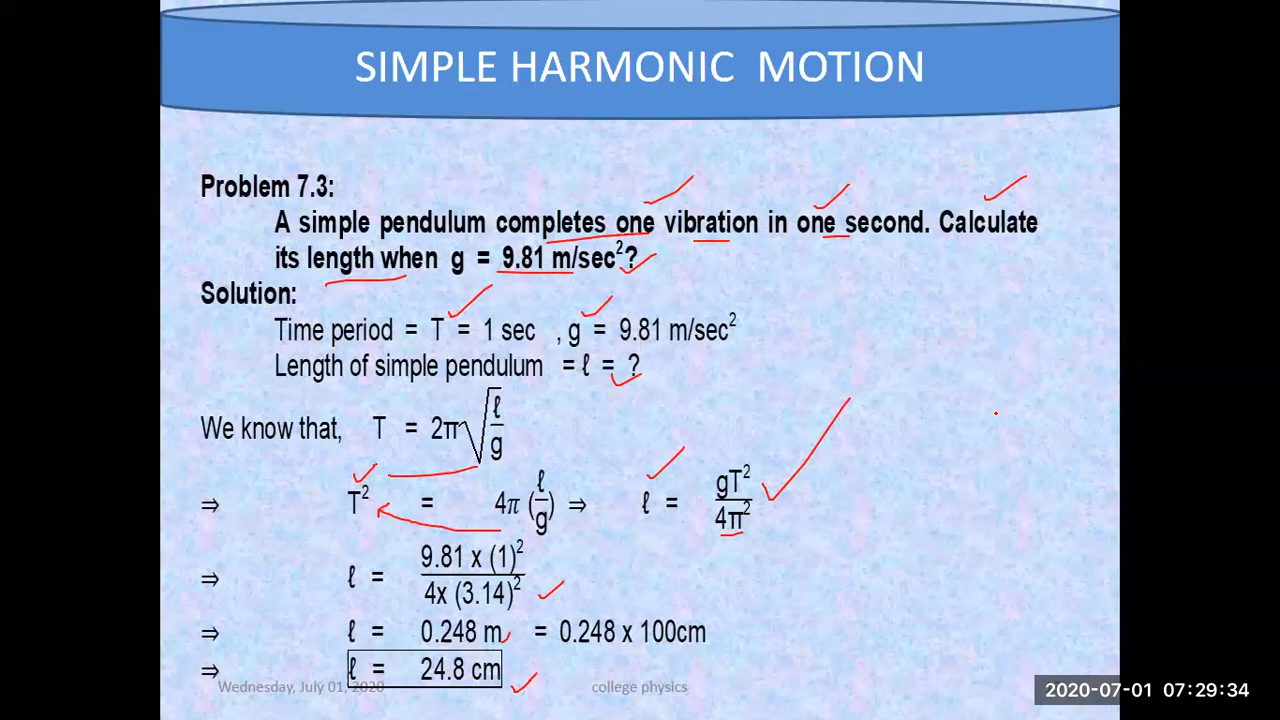 SIMPLE HARMONIC MOTION
Problem 7.3:
A simple pendulum completes one vibration in one second. Calculate
its length when g = 9.81 m/sec²?
Solution:
Time period = T = 1 sec , g = 9.81 m/sec²
Length of simple pendulum = ℓ = ?
We know that, T = 2π√(ℓ/g)
⇒ T² = 4π (ℓ/g) ⇒ ℓ = gT²/4π²
⇒ ℓ = 9.81 x (1)²/4x (3.14)²
⇒ ℓ = 0.248 m = 0.248 x 100cm
⇒ ℓ = 24.8 cm
Wednesday, July 01, 2020 college physics
2020-07-01 07:29:34